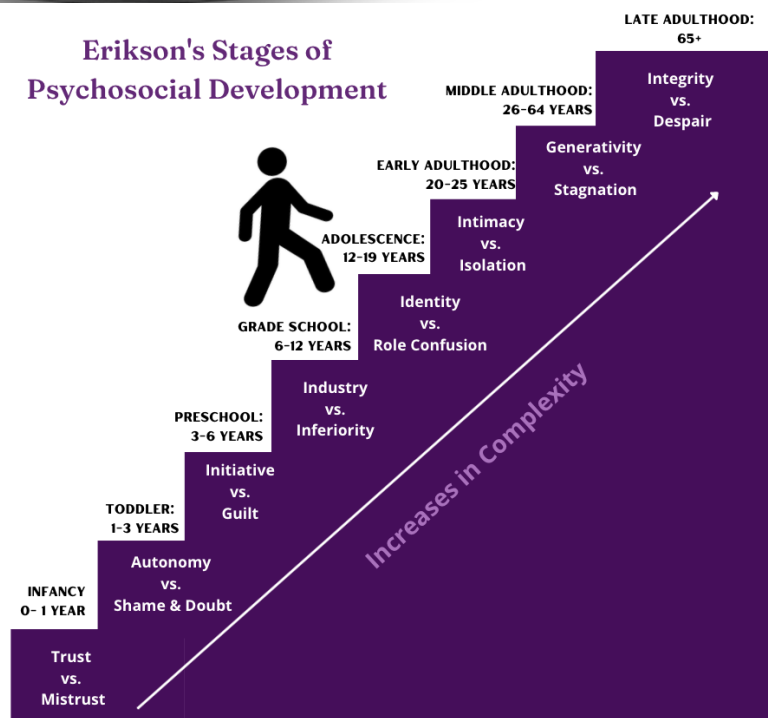 Erikson's Stages of
Psychosocial Development
LATE ADULTHOOD:
65+
Integrity
vs.
Despair
MIDDLE ADULTHOOD:
26-64 YEARS
Generativity
vs.
Stagnation
EARLY ADULTHOOD:
20-25 YEARS
Intimacy
vs.
Isolation
ADOLESCENCE:
12-19 YEARS
Identity
vs.
Role Confusion
GRADE SCHOOL:
6-12 YEARS
Industry
vs.
Inferiority
PRESCHOOL:
3-6 YEARS
Initiative
vs.
Guilt
TODDLER:
1-3 YEARS
Autonomy
vs.
Shame & Doubt
INFANCY
0- 1 YEAR
Trust
vs.
Mistrust
Increases in Complexity